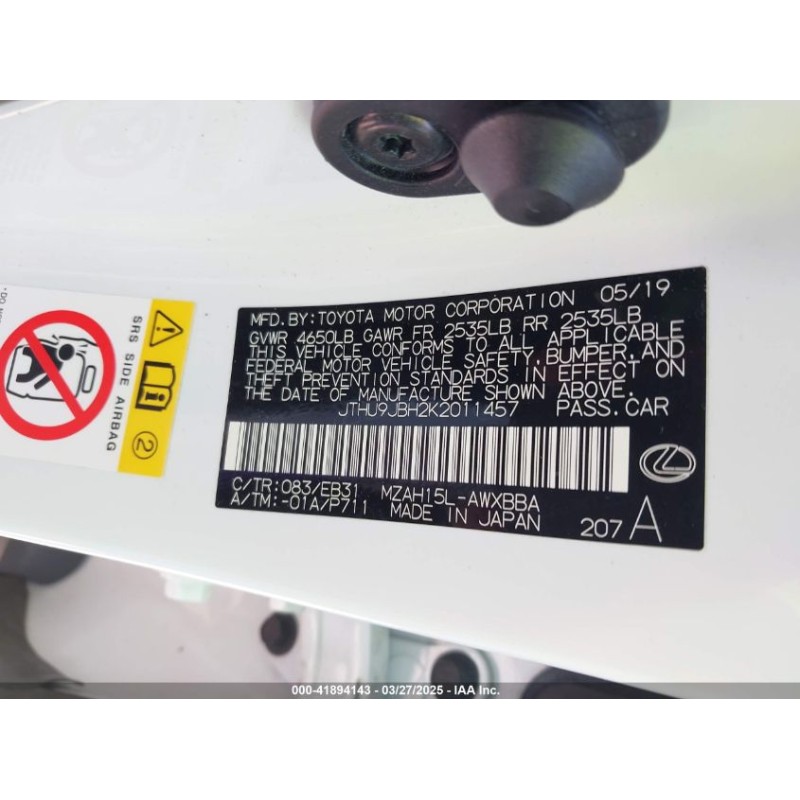 MFD. BY: TOYOTA MOTOR CORPORATION 05/19
GVWR 4650LB GAWR FR 2535LB RR 2535LB
THIS VEHICLE CONFORMS TO ALL APPLICABLE
FEDERAL MOTOR VEHICLE SAFETY, BUMPER, AND
THEFT PREVENTION STANDARDS IN EFFECT ON
THE DATE OF MANUFACTURE SHOWN ABOVE.
JTHU9JBH2K2011457 PASS. CAR
C/TR: 083/EB31 MZAH15L-AWXBBA
A/TM: -01A/P711 MADE IN JAPAN 207 A
SRS SIDE AIRBAG
2
000-41894143 - 03/27/2025 - IAA Inc.